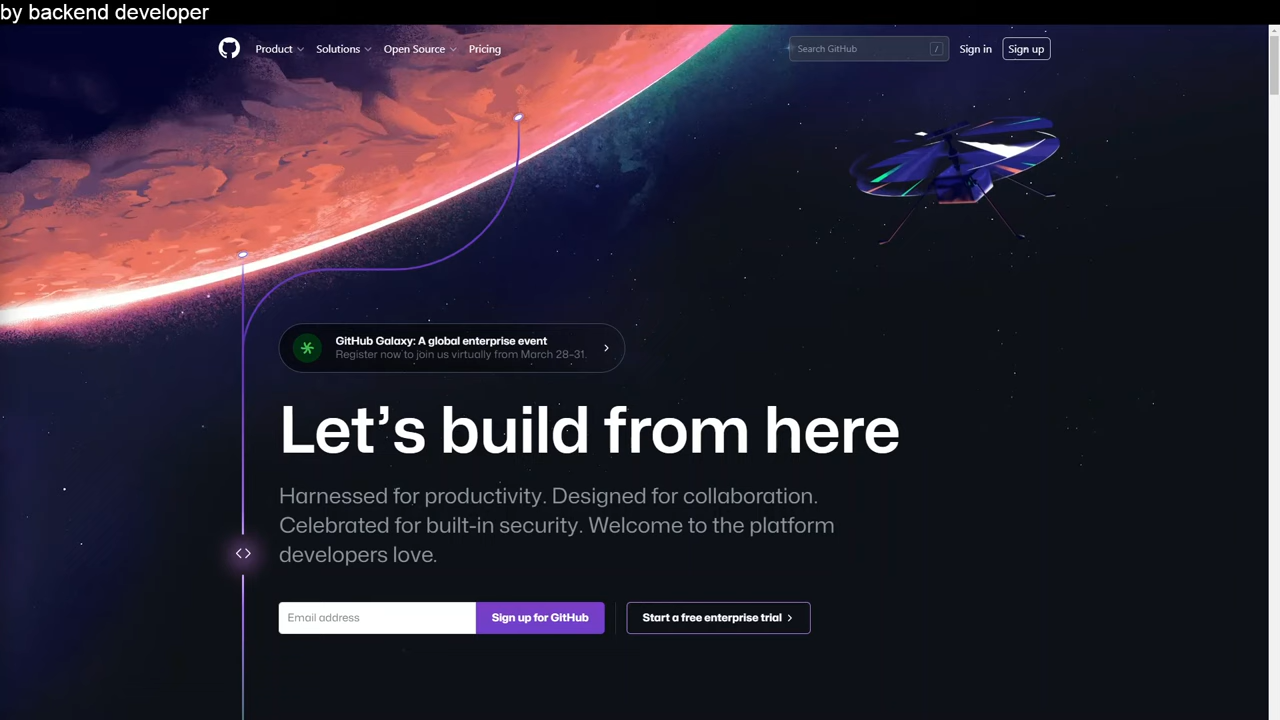 by backend developer
Product Solutions Open Source Pricing Search GitHub / Sign in Sign up
GitHub Galaxy: A global enterprise event
Register now to join us virtually from March 28–31.
Let’s build from here
Harnessed for productivity. Designed for collaboration.
Celebrated for built-in security. Welcome to the platform
developers love.
Email address Sign up for GitHub Start a free enterprise trial